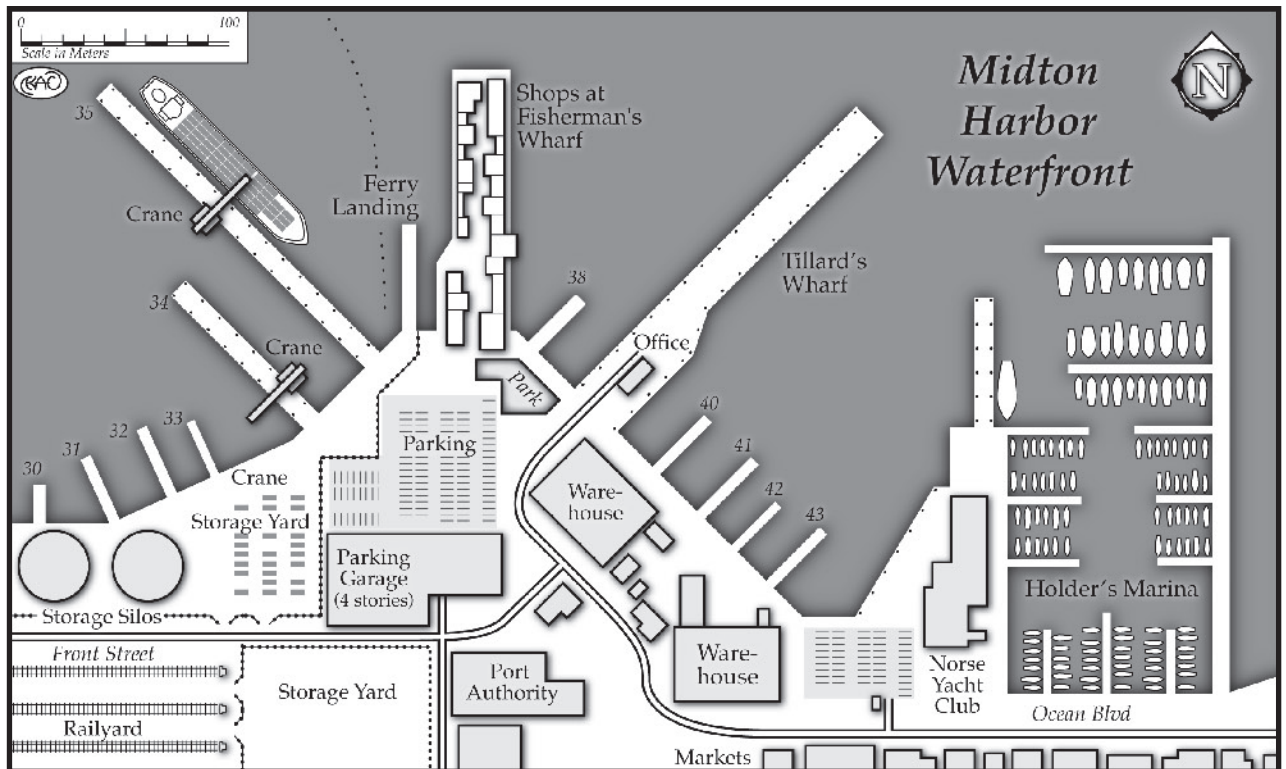 0 100
Scale in Meters
Midton
Harbor
Waterfront
N
35
Shops at
Fisherman's
Wharf
Ferry
Landing
Crane
Tillard's
Wharf
34
38
Crane
Office
Park
40
Parking
41
33
32
31
30
Crane
Storage Yard
Ware-
house
42
43
Parking
Garage
(4 stories)
Holder's Marina
Storage Silos
Front Street
Storage Yard
Port
Authority
Ware-
house
Norse
Yacht
Club
Ocean Blvd
Railyard
Markets